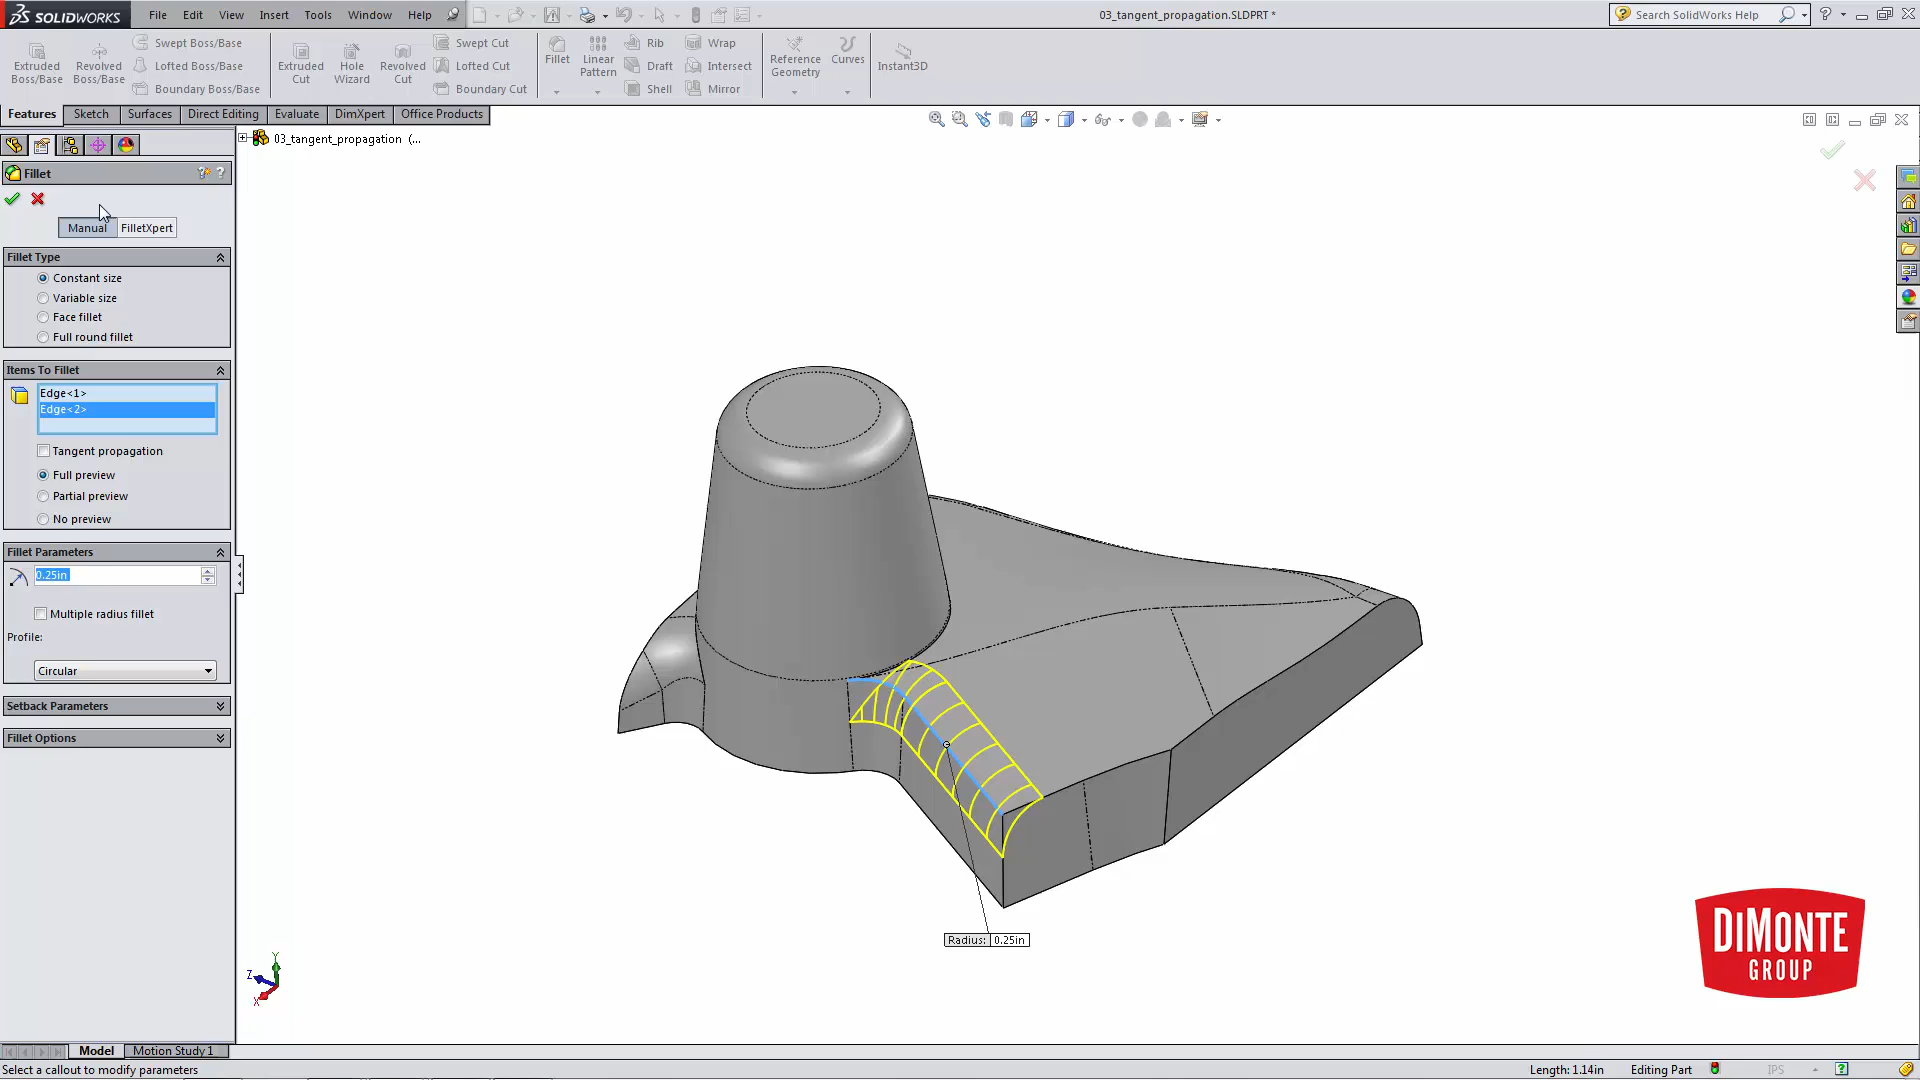 SOLIDWORKS File Edit View Insert Tools Window Help 03_tangent_propagation.SLDPRT * Search SolidWorks Help
Extruded Boss/Base
Revolved Boss/Base
Swept Boss/Base
Lofted Boss/Base
Boundary Boss/Base
Extruded Cut
Hole Wizard
Revolved Cut
Swept Cut
Lofted Cut
Boundary Cut
Fillet
Linear Pattern
Rib
Draft
Shell
Wrap
Intersect
Mirror
Reference Geometry
Curves
Instant3D
Features Sketch Surfaces Direct Editing Evaluate DimXpert Office Products
03_tangent_propagation (...
Fillet
Manual FilletXpert
Fillet Type
Constant size
Variable size
Face fillet
Full round fillet
Items To Fillet
Edge<1>
Edge<2>
Tangent propagation
Full preview
Partial preview
No preview
Fillet Parameters
0.25in
Multiple radius fillet
Profile:
Circular
Setback Parameters
Fillet Options
Radius: 0.25in
DIMONTE
GROUP
Y
Z
X
Model Motion Study 1
Select a callout to modify parameters Length: 1.14in Editing Part IPS